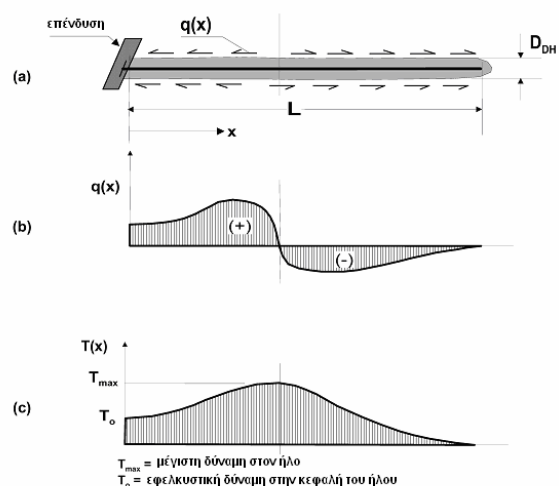 επένδυση
q(x)
D_DH
(a)
L
x
q(x)
(b)
(+)
(-)
T(x)
T_max
(c)
T_o
T_max = μέγιστη δύναμη στον ήλο
T_o = εφελκυστική δύναμη στην κεφαλή του ήλου